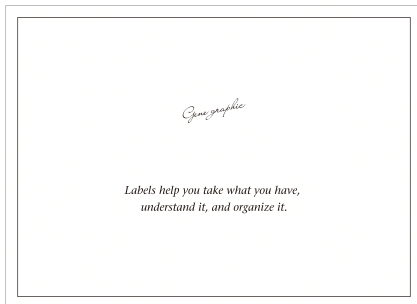 Gene graphic
Labels help you take what you have,
understand it, and organize it.